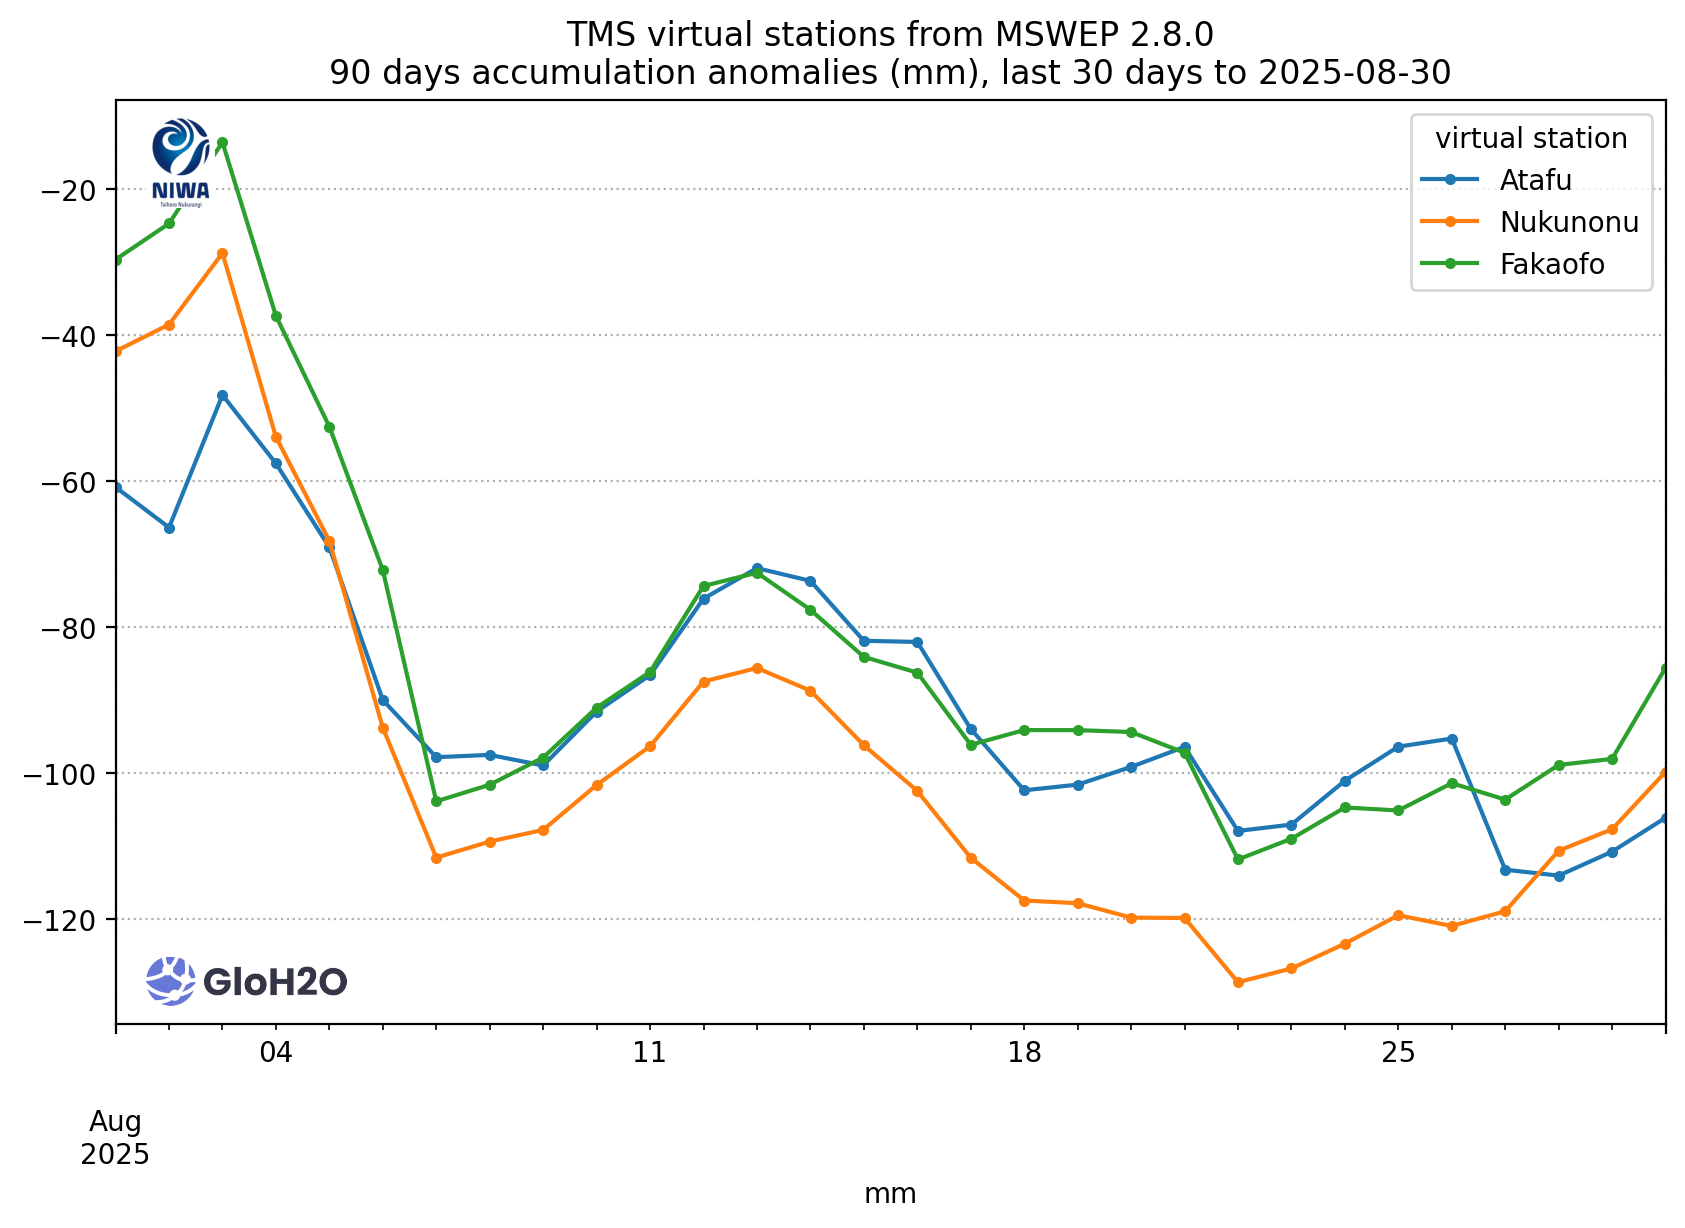 TMS virtual stations from MSWEP 2.8.0
90 days accumulation anomalies (mm), last 30 days to 2025-08-30
NIWA
Taihoro Nukurangi
virtual station
Atafu
Nukunonu
Fakaofo
−20
−40
−60
−80
−100
−120
GloH2O
04
11
18
25
Aug
2025
mm